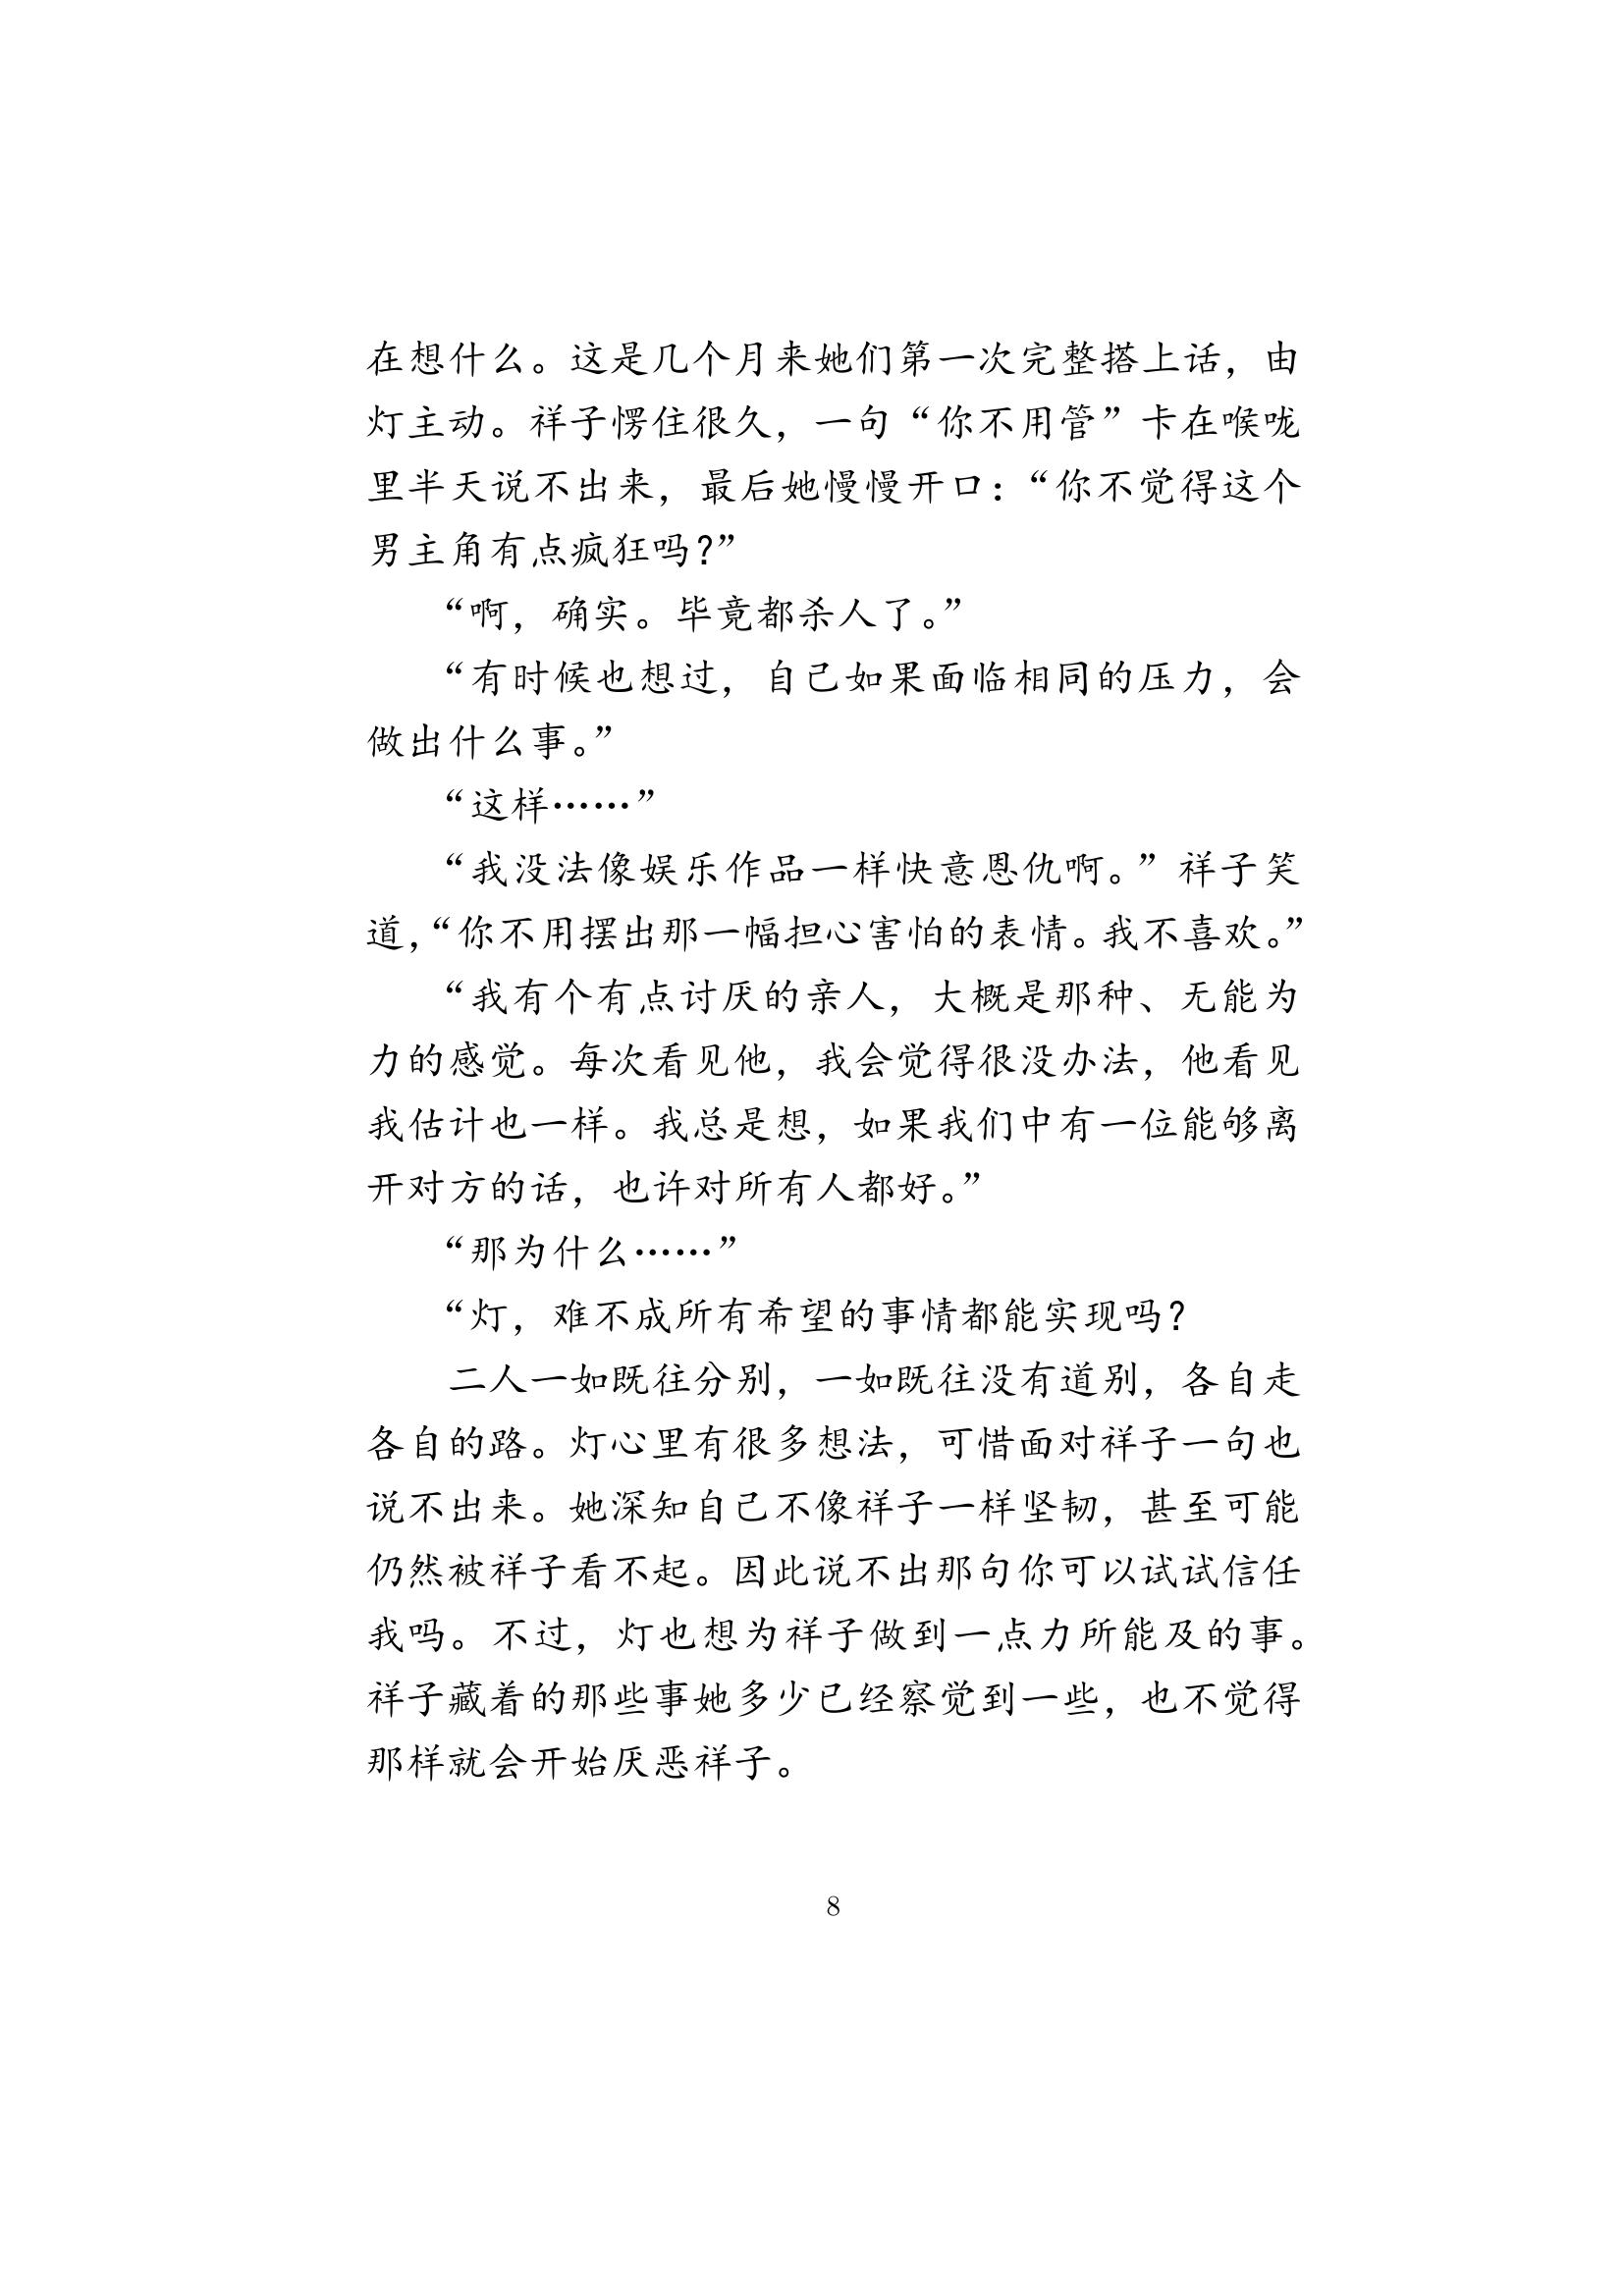 在想什么。这是几个月来她们第一次完整搭上话，由
灯主动。祥子愣住很久，一句“你不用管”卡在喉咙
里半天说不出来，最后她慢慢开口：“你不觉得这个
男主角有点疯狂吗？”
“啊，确实。毕竟都杀人了。”
“有时候也想过，自己如果面临相同的压力，会
做出什么事。”
“这样……”
“我没法像娱乐作品一样快意恩仇啊。”祥子笑
道，“你不用摆出那一幅担心害怕的表情。我不喜欢。”
“我有个有点讨厌的亲人，大概是那种、无能为
力的感觉。每次看见他，我会觉得很没办法，他看见
我估计也一样。我总是想，如果我们中有一位能够离
开对方的话，也许对所有人都好。”
“那为什么……”
“灯，难不成所有希望的事情都能实现吗？
二人一如既往分别，一如既往没有道别，各自走
各自的路。灯心里有很多想法，可惜面对祥子一句也
说不出来。她深知自己不像祥子一样坚韧，甚至可能
仍然被祥子看不起。因此说不出那句你可以试试信任
我吗。不过，灯也想为祥子做到一点力所能及的事。
祥子藏着的那些事她多少已经察觉到一些，也不觉得
那样就会开始厌恶祥子。
8